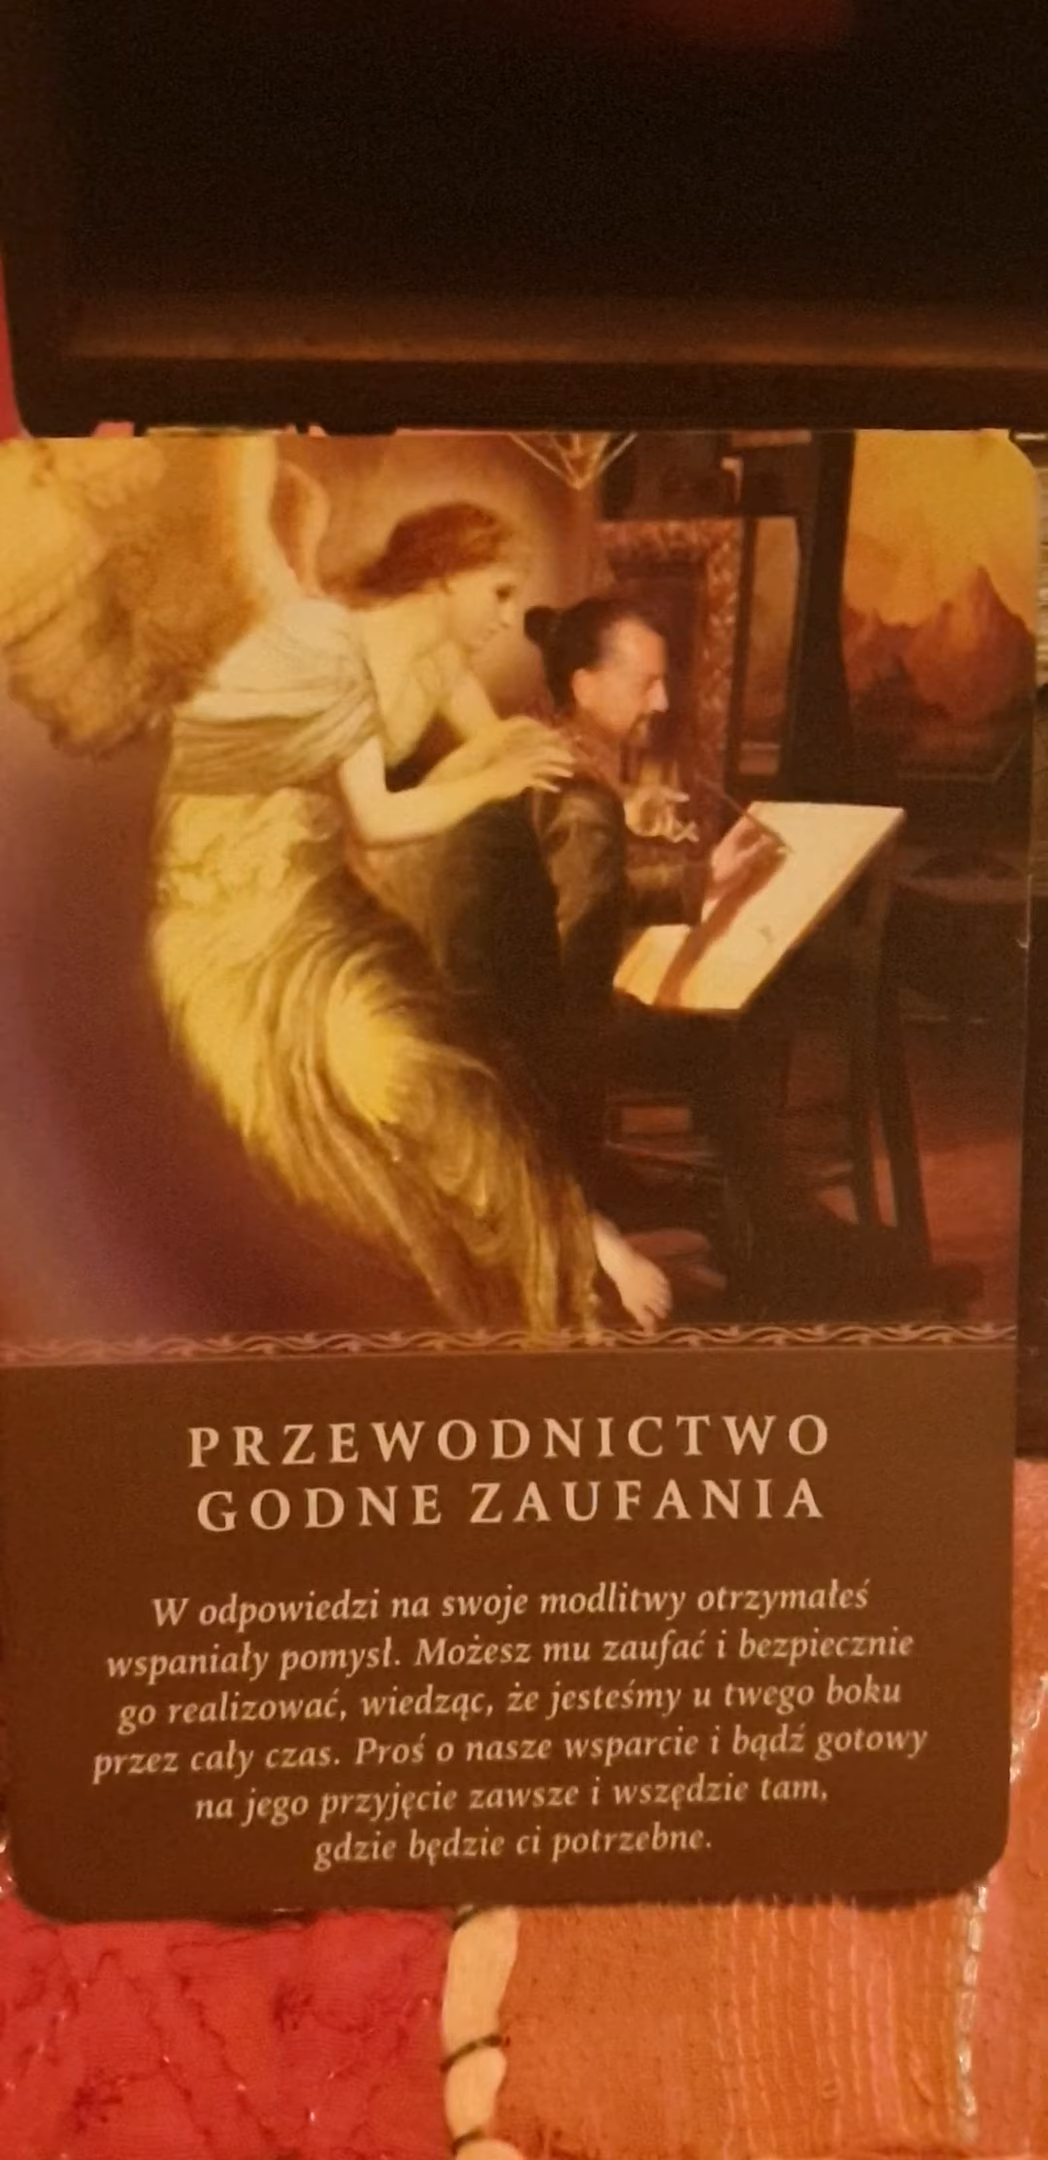 PRZEWODNICTWO
GODNE ZAUFANIA
W odpowiedzi na swoje modlitwy otrzymałeś
wspaniały pomysł. Możesz mu zaufać i bezpiecznie
go realizować, wiedząc, że jesteśmy u twego boku
przez cały czas. Proś o nasze wsparcie i bądź gotowy
na jego przyjęcie zawsze i wszędzie tam,
gdzie będzie ci potrzebne.